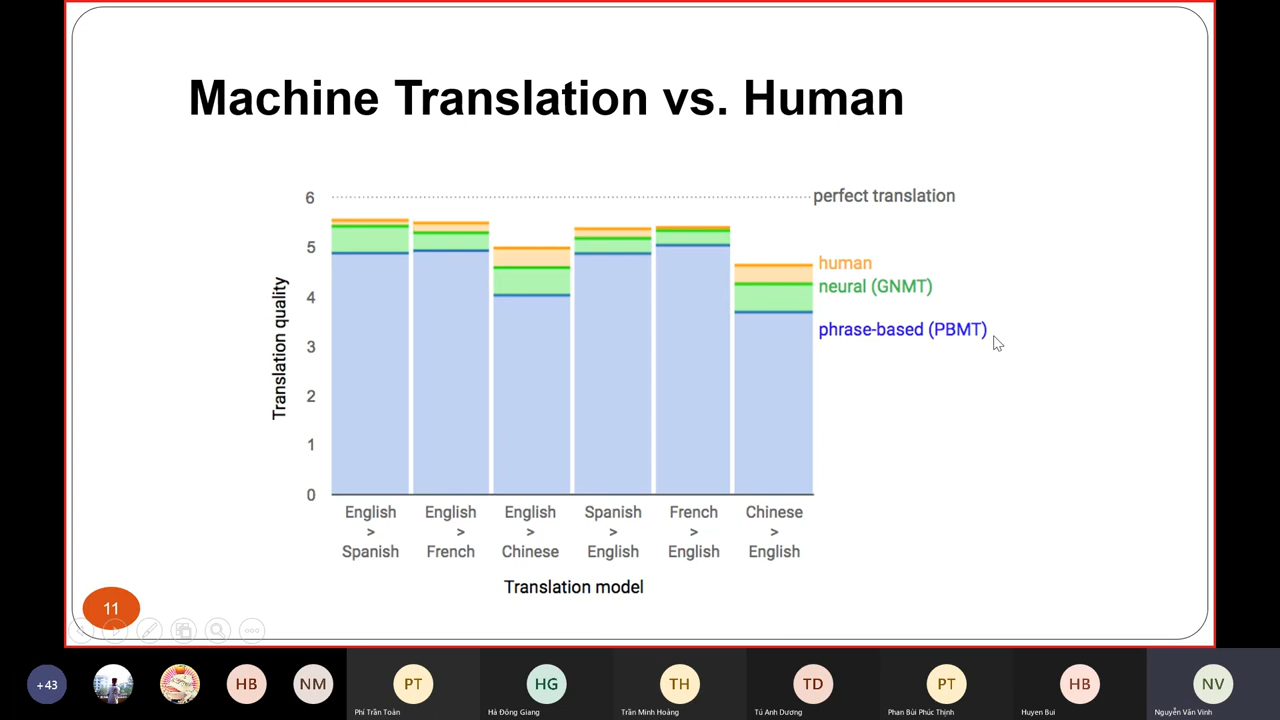 Machine Translation vs. Human
6
perfect translation
5
human
neural (GNMT)
4
phrase-based (PBMT)
3
2
1
0
Translation quality
English > Spanish
English > French
English > Chinese
Spanish > English
French > English
Chinese > English
Translation model
11
+43
HB
NM
PT
Phí Trần Toàn
HG
Hà Đông Giang
TH
Trần Minh Hoàng
TD
Tú Anh Dương
PT
Phan Bùi Phúc Thịnh
HB
Huyen Bui
NV
Nguyễn Văn Vinh